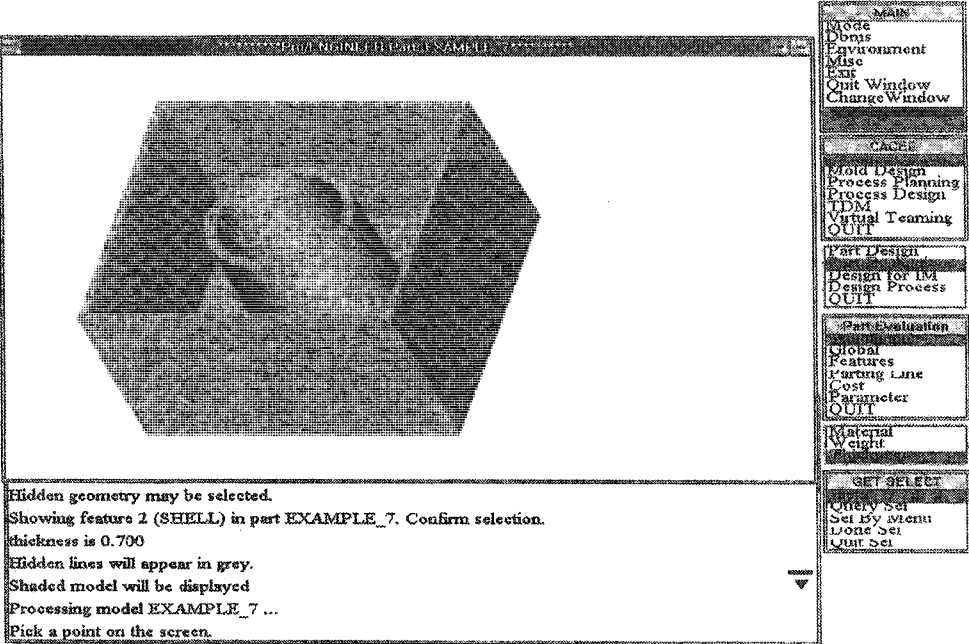 ********Pro/ENGINEER Part: EXAMPLE_7********
Hidden geometry may be selected.
Showing feature 2 (SHELL) in part EXAMPLE_7. Confirm selection.
thickness is 0.700
Hidden lines will appear in grey.
Shaded model will be displayed
Processing model EXAMPLE_7 ...
Pick a point on the screen.
MAIN
Mode
Dbms
Environment
Misc
Exit
Quit Window
ChangeWindow
CACEE
Mold Design
Process Planning
Process Design
TDM
Virtual Teaming
QUIT
Part Design
Design for IM
Design Process
QUIT
Part Evaluation
Global
Features
Parting Line
Cost
Parameter
QUIT
Material
Weight
GET SELECT
Query Sel
Sel By Menu
Done Sel
Quit Sel